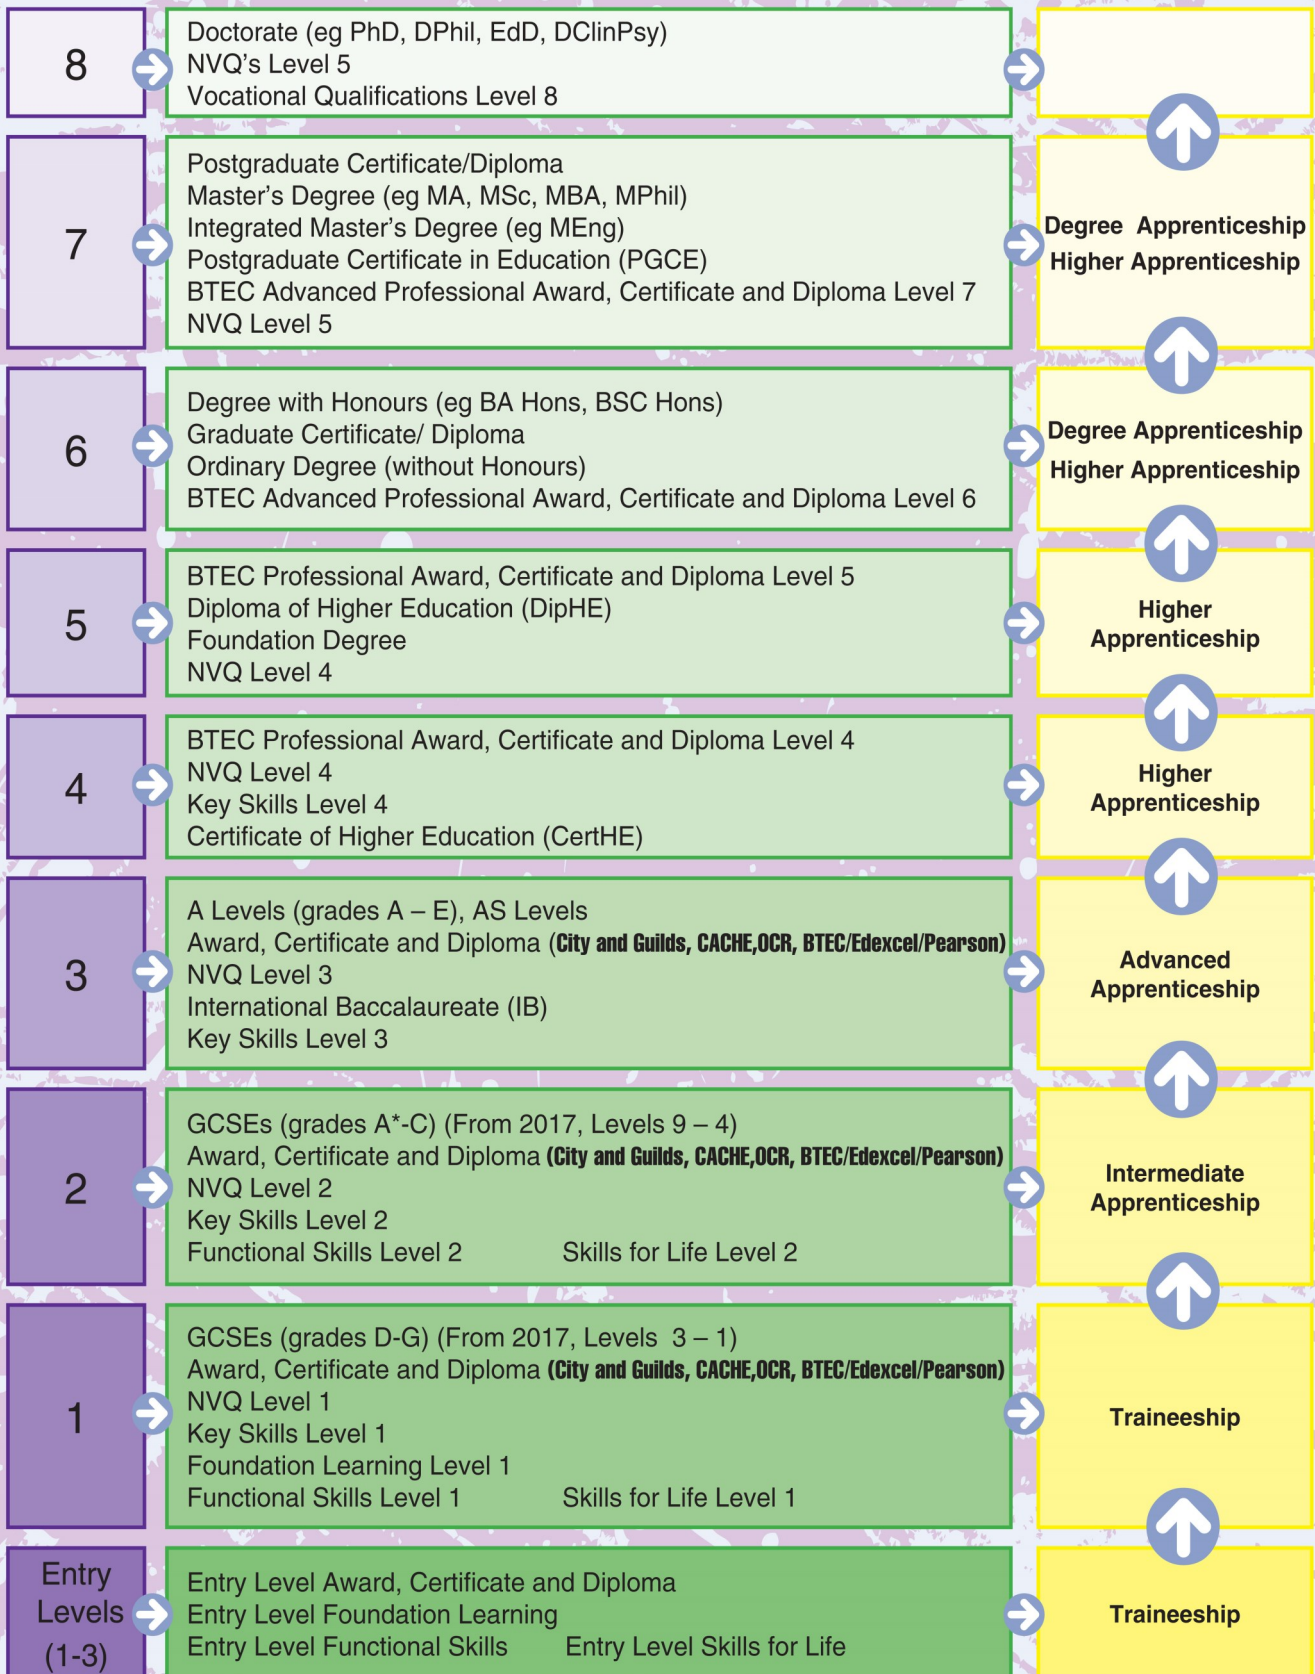 8
Doctorate (eg PhD, DPhil, EdD, DClinPsy)
NVQ's Level 5
Vocational Qualifications Level 8
7
Postgraduate Certificate/Diploma
Master's Degree (eg MA, MSc, MBA, MPhil)
Integrated Master's Degree (eg MEng)
Postgraduate Certificate in Education (PGCE)
BTEC Advanced Professional Award, Certificate and Diploma Level 7
NVQ Level 5
Degree Apprenticeship
Higher Apprenticeship
6
Degree with Honours (eg BA Hons, BSC Hons)
Graduate Certificate/ Diploma
Ordinary Degree (without Honours)
BTEC Advanced Professional Award, Certificate and Diploma Level 6
Degree Apprenticeship
Higher Apprenticeship
5
BTEC Professional Award, Certificate and Diploma Level 5
Diploma of Higher Education (DipHE)
Foundation Degree
NVQ Level 4
Higher
Apprenticeship
4
BTEC Professional Award, Certificate and Diploma Level 4
NVQ Level 4
Key Skills Level 4
Certificate of Higher Education (CertHE)
Higher
Apprenticeship
3
A Levels (grades A – E), AS Levels
Award, Certificate and Diploma (City and Guilds, CACHE,OCR, BTEC/Edexcel/Pearson)
NVQ Level 3
International Baccalaureate (IB)
Key Skills Level 3
Advanced
Apprenticeship
2
GCSEs (grades A*-C) (From 2017, Levels 9 – 4)
Award, Certificate and Diploma (City and Guilds, CACHE,OCR, BTEC/Edexcel/Pearson)
NVQ Level 2
Key Skills Level 2
Functional Skills Level 2 Skills for Life Level 2
Intermediate
Apprenticeship
1
GCSEs (grades D-G) (From 2017, Levels 3 – 1)
Award, Certificate and Diploma (City and Guilds, CACHE,OCR, BTEC/Edexcel/Pearson)
NVQ Level 1
Key Skills Level 1
Foundation Learning Level 1
Functional Skills Level 1 Skills for Life Level 1
Traineeship
Entry
Levels
(1-3)
Entry Level Award, Certificate and Diploma
Entry Level Foundation Learning
Entry Level Functional Skills Entry Level Skills for Life
Traineeship